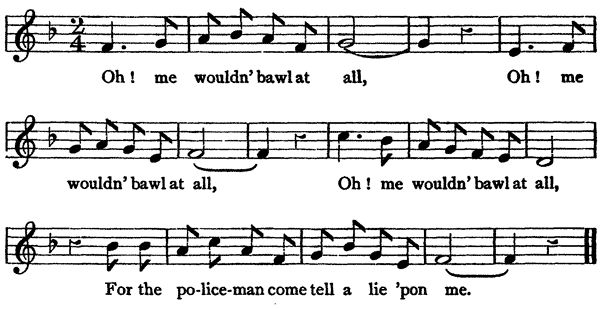 2
4
Oh! me wouldn' bawl at all, Oh! me
wouldn' bawl at all, Oh! me wouldn' bawl at all,
For the po-lice-man come tell a lie 'pon me.